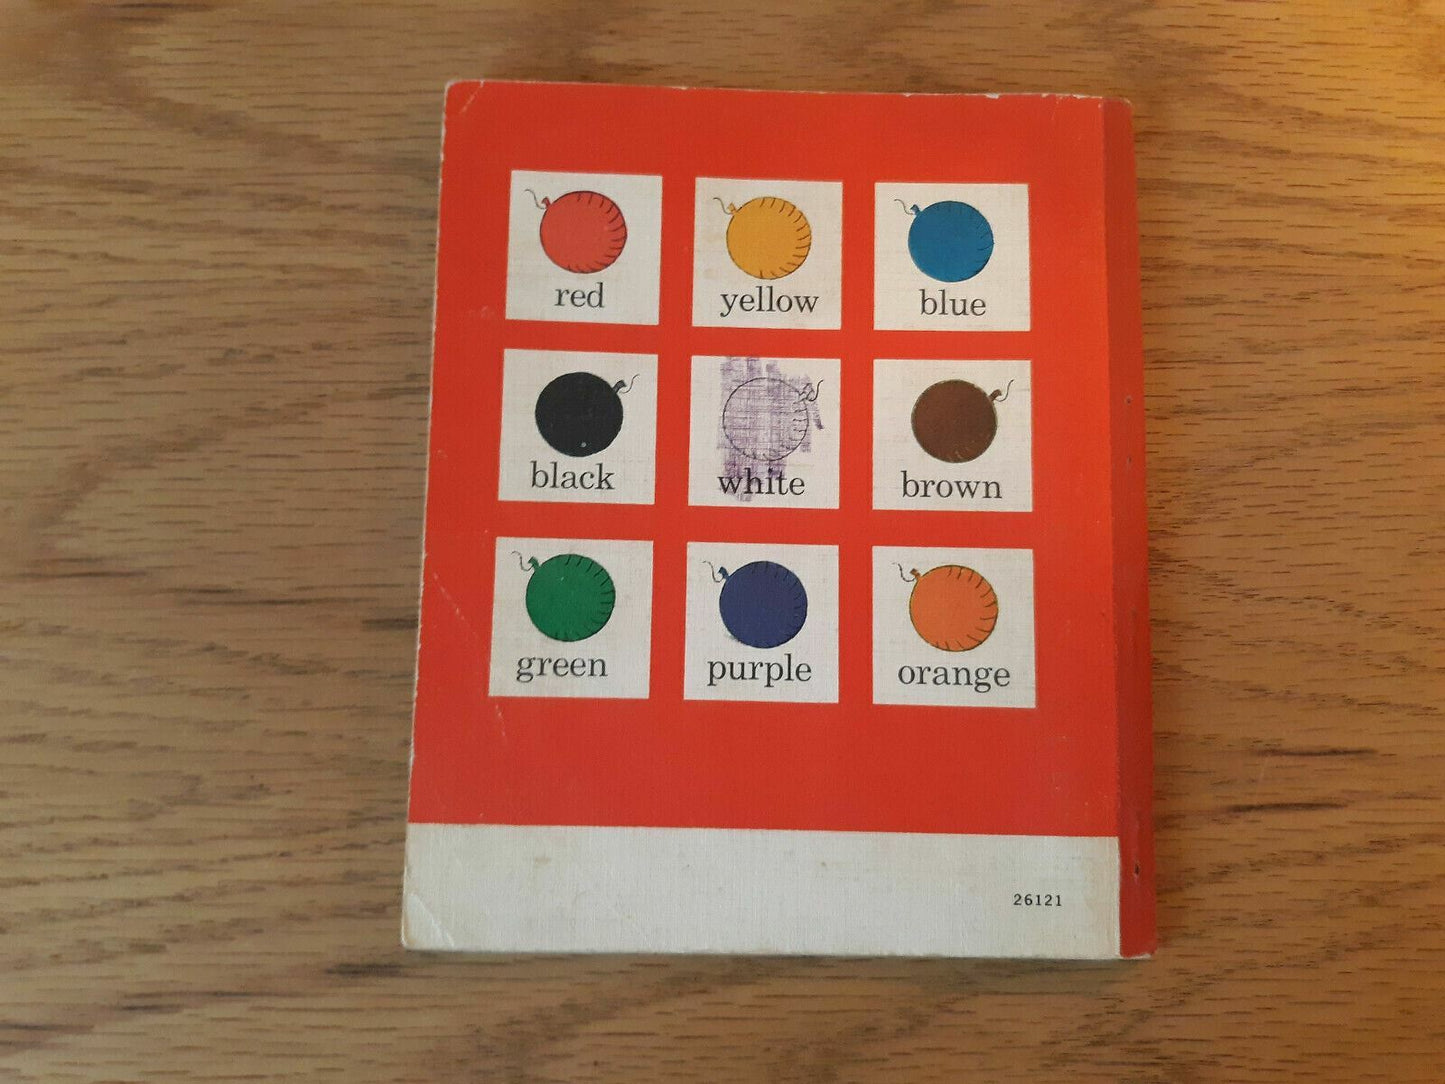 red
yellow
blue
black
white
brown
green
purple
orange
26121